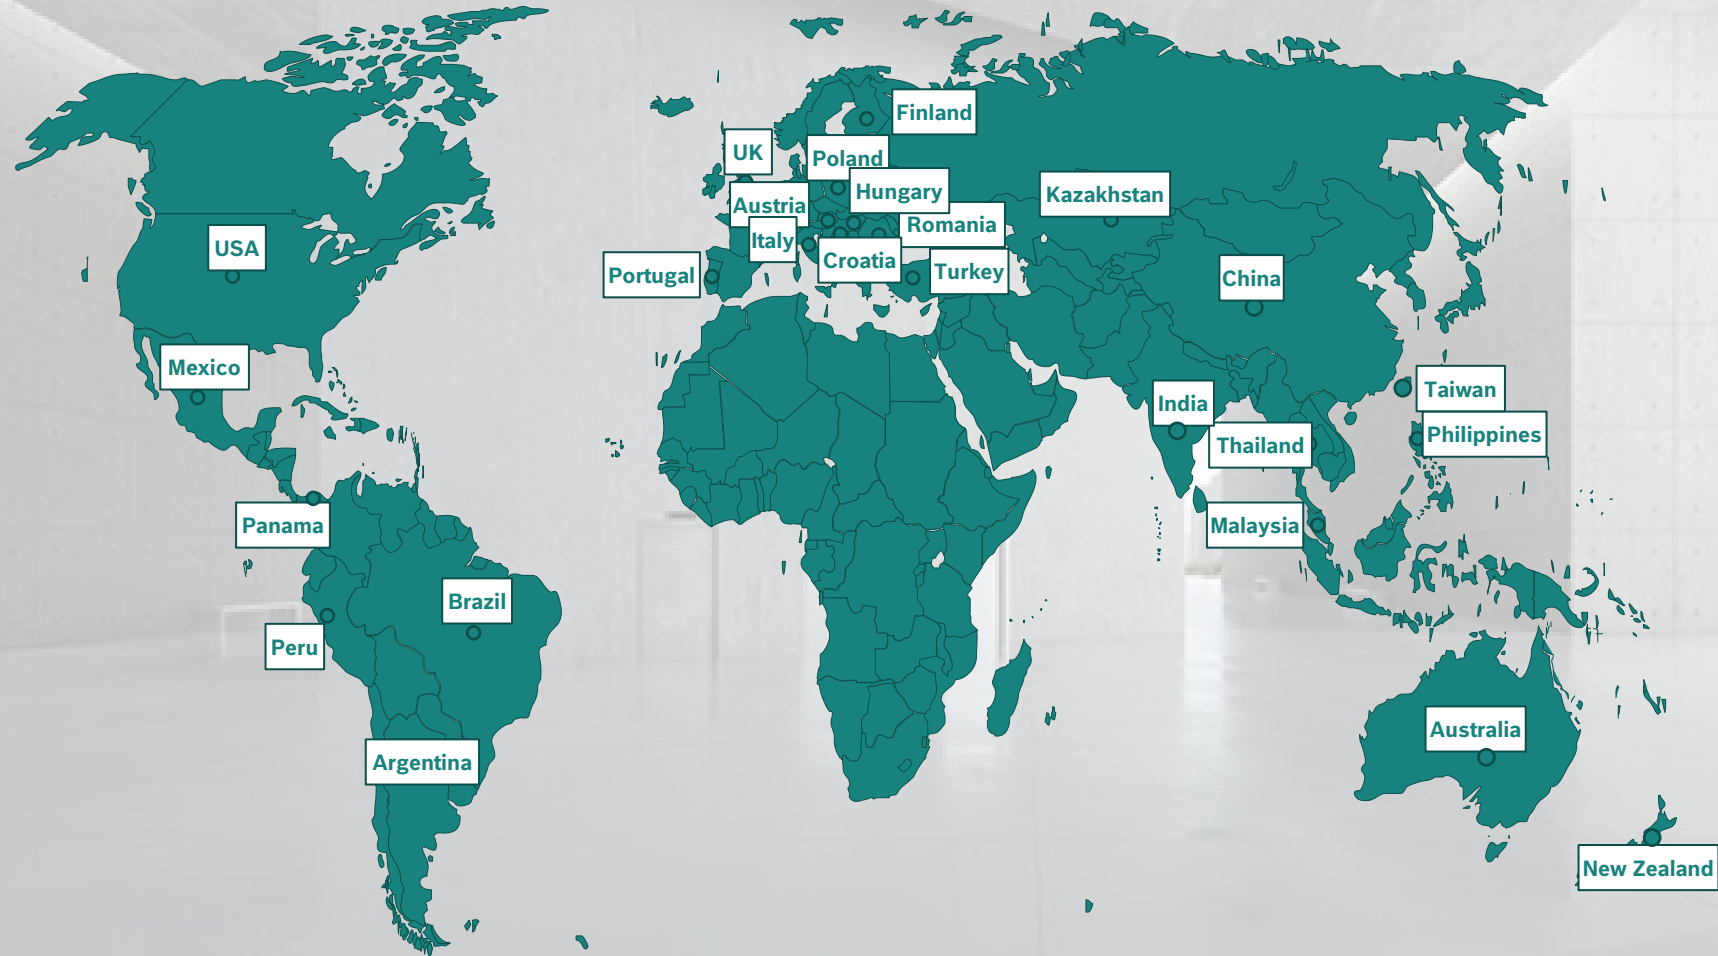 Finland
UK
Poland
Hungary
Kazakhstan
Austria
Romania
Italy
USA
Croatia
Portugal
Turkey
China
Mexico
Taiwan
India
Philippines
Thailand
Panama
Malaysia
Brazil
Peru
Australia
Argentina
New Zealand